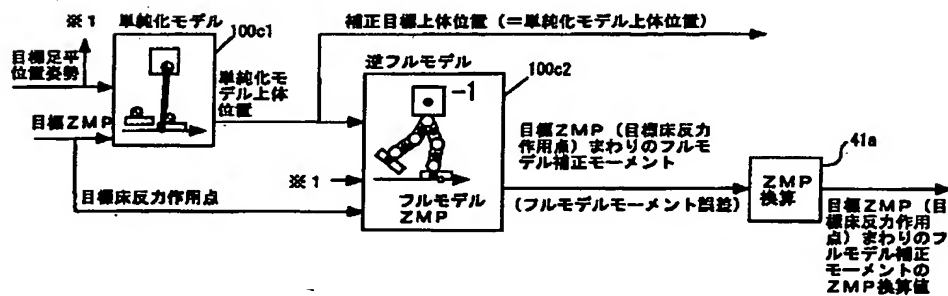 ※1
単純化モデル
100c1
目標足平
位置姿勢
目標ZMP
目標床反力作用点
単純化モ
デル上体
位置
補正目標上体位置（＝単純化モデル上体位置）
逆フルモデル
100c2
-1
※1
フルモデル
ZMP
目標ZMP（目標床反力
作用点）まわりのフルモ
デル補正モーメント
（フルモデルモーメント誤差）
41a
ZMP
換算
目標ZMP（目
標床反力作用
点）まわりのフ
ルモデル補正
モーメントの
ZMP換算値